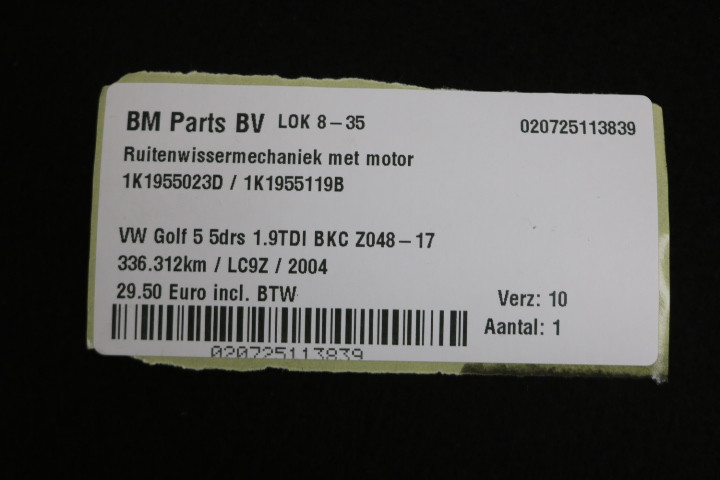 BM Parts BV LOK 8-35 020725113839
Ruitenwissermechaniek met motor
1K1955023D / 1K1955119B
VW Golf 5 5drs 1.9TDI BKC Z048-17
336.312km / LC9Z / 2004
29.50 Euro incl. BTW Verz: 10
Aantal: 1
020725113839